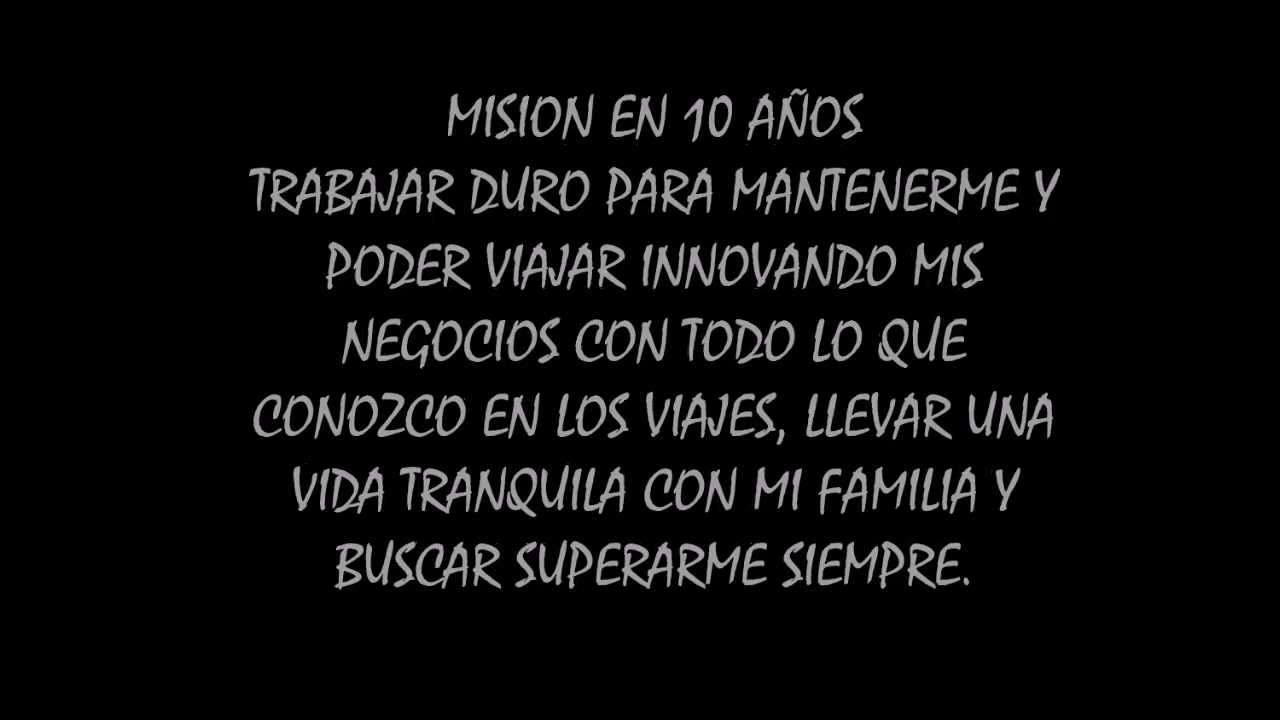 MISION EN 10 AÑOS
TRABAJAR DURO PARA MANTENERME Y
PODER VIAJAR INNOVANDO MIS
NEGOCIOS CON TODO LO QUE
CONOZCO EN LOS VIAJES, LLEVAR UNA
VIDA TRANQUILA CON MI FAMILIA Y
BUSCAR SUPERARME SIEMPRE.